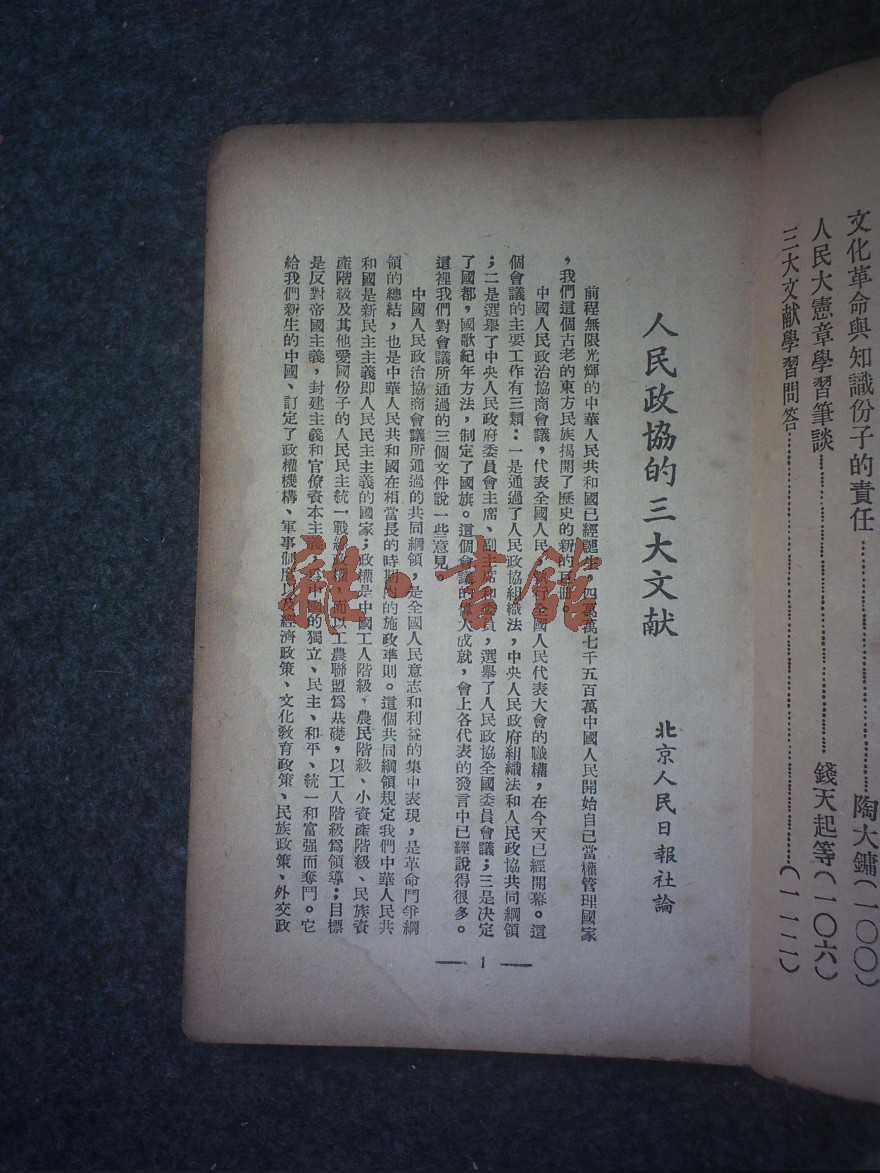 文化革命與知識份子的責任……陶大鏞(一〇〇)
人民大憲章學習筆談……錢天起等(一〇六)
三大文献學習問答……(一一二)
人民政協的三大文献
北京人民日報社論
前程無限光輝的中華人民共和國已經，四萬萬七千五百萬中國人民開始自己當權管理國家
，我們這個古老的東方民族揭開了歷史的新的
中國人民政治協商會議，代表全國人民，執行全國人民代表大會的職權，在今天已經開幕。這
個會議的主要工作有三類：一是通過了人民政協組織法，中央人民政府組織法和人民政協共同綱領
；二是選舉了中央人民政府委員會主席、副主席和委員，選舉了人民政協全國委員會議；三是決定
了國都，國歌紀年方法，制定了國旗。這個會議的偉大成就，會上各代表的發言中已經說得很多。
這裡我們對會議所通過的三個文件說一些意見
中國人民政治協商會議所通過的共同綱領，是全國人民意志和利益的集中表現，是革命鬥爭綱
領的總結，也是中華人民共和國在相當長的時期內的施政準則。這個共同綱領規定我們中華人民共
和國是新民主主義即人民民主主義的國家；政權是中國工人階級，農民階級、小資產階級、民族資
產階級及其他愛國份子的人民民主統一戰線政權，而以工農聯盟爲基礎，以工人階級爲領導；目標
是反對帝國主義，封建主義和官僚資本主義，爲中國的獨立、民主、和平、統一和富强而奪鬥。它
給我們新生的中國、訂定了政權機構、軍事制度以及經濟政策、文化敎育政策、民族政策、外交政
— 1 —
雜·書館